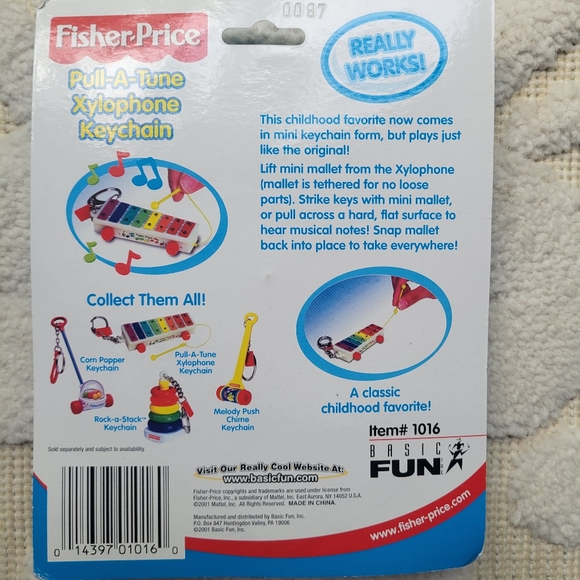 0087
Fisher-Price
Pull-A-Tune
Xylophone
Keychain
REALLY
WORKS!
This childhood favorite now comes
in mini keychain form, but plays just
like the original!
Lift mini mallet from the Xylophone
(mallet is tethered for no loose
parts). Strike keys with mini mallet,
or pull across a hard, flat surface to
hear musical notes! Snap mallet
back into place to take everywhere!
Collect Them All!
Corn Popper
Keychain
Pull-A-Tune
Xylophone
Keychain
Rock-a-Stack™
Keychain
Melody Push
Chime
Keychain
A classic
childhood favorite!
Sold separately and subject to availability.
Item# 1016
BASIC
FUN
Visit Our Really Cool Website At:
www.basicfun.com
Fisher-Price copyrights and trademarks are used under license from
Fisher-Price, Inc., a subsidiary of Mattel, Inc. East Aurora, NY 14052 U.S.A.
©2001 Mattel, Inc. All Rights Reserved. MADE IN CHINA.
Manufactured and distributed by Basic Fun, Inc.
P.O. Box 847 Huntingdon Valley, PA 19006
©2001 Basic Fun, Inc.
www.fisher-price.com
0 14397 01016 0